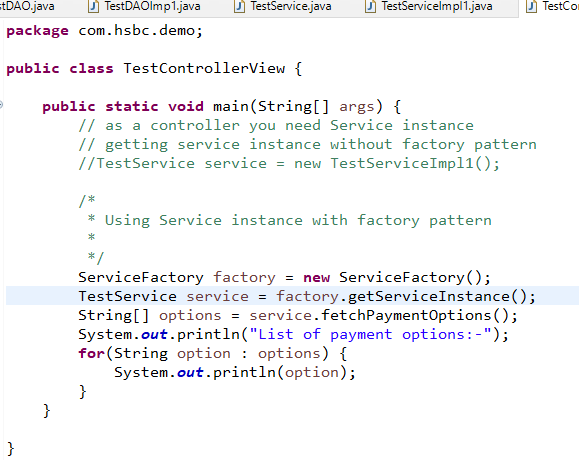 stDAO.java TestDAOImp1.java TestService.java TestServiceImpl1.java TestCo
package com.hsbc.demo;
public class TestControllerView {
public static void main(String[] args) {
// as a controller you need Service instance
// getting service instance without factory pattern
//TestService service = new TestServiceImpl1();
/*
* Using Service instance with factory pattern
*
*/
ServiceFactory factory = new ServiceFactory();
TestService service = factory.getServiceInstance();
String[] options = service.fetchPaymentOptions();
System.out.println("List of payment options:-");
for(String option : options) {
System.out.println(option);
}
}
}